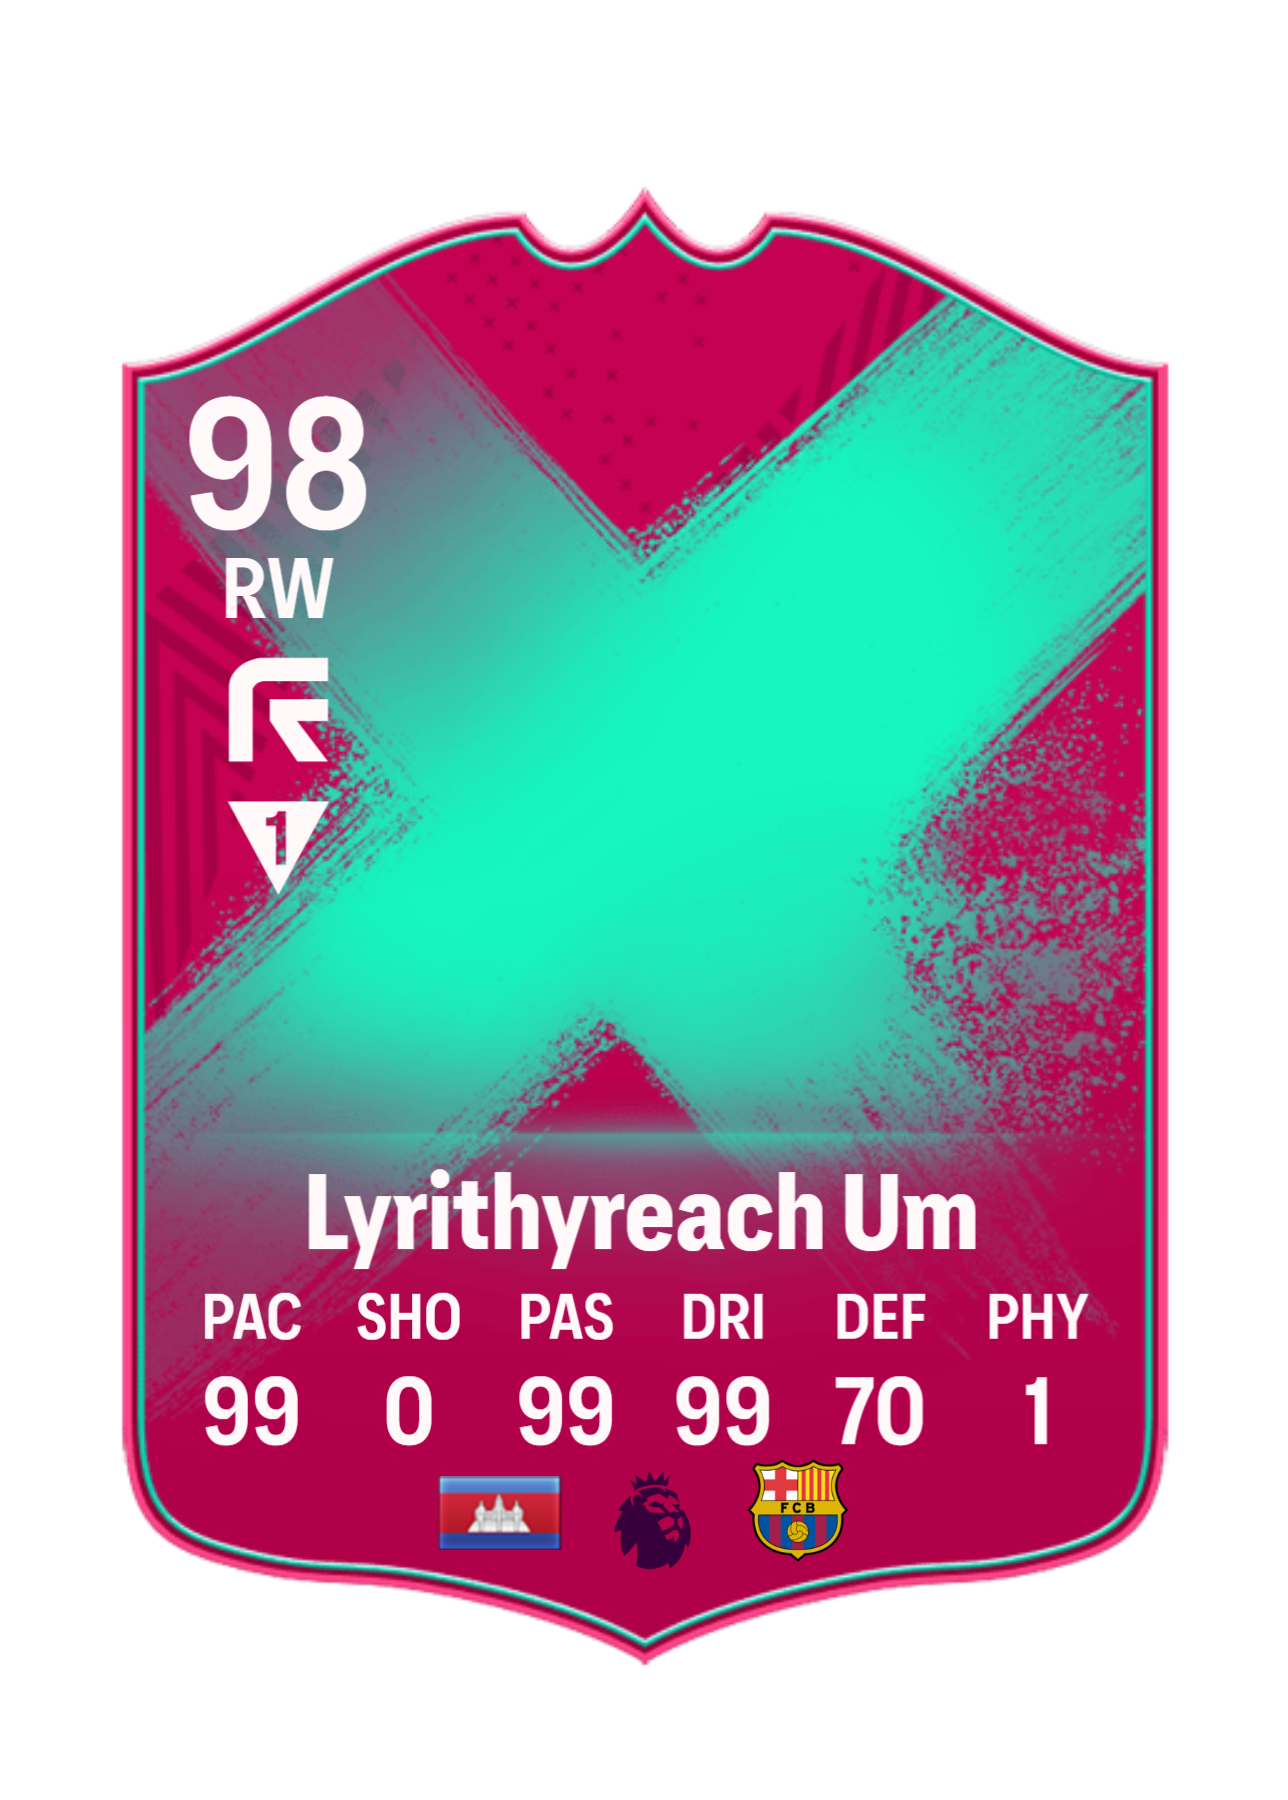 98
RW
1
Lyrithyreach Um
PAC SHO PAS DRI DEF PHY
99 0 99 99 70 1
FCB